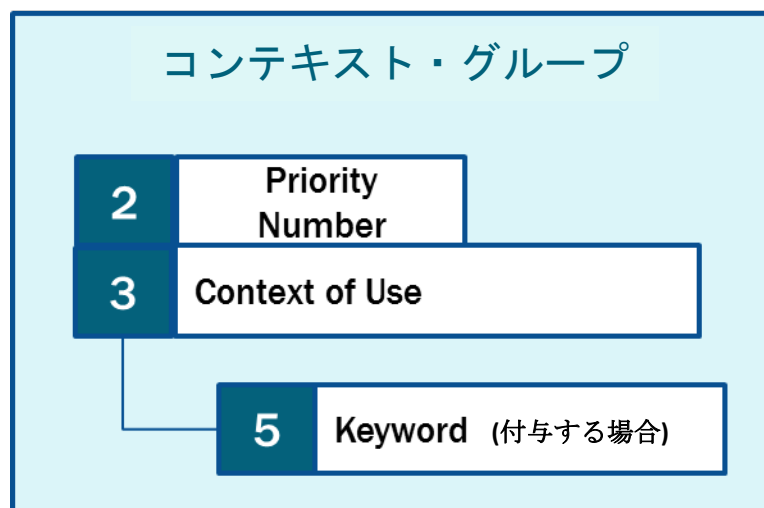 コンテキスト・グループ
2 Priority
Number
3 Context of Use
5 Keyword (付与する場合)